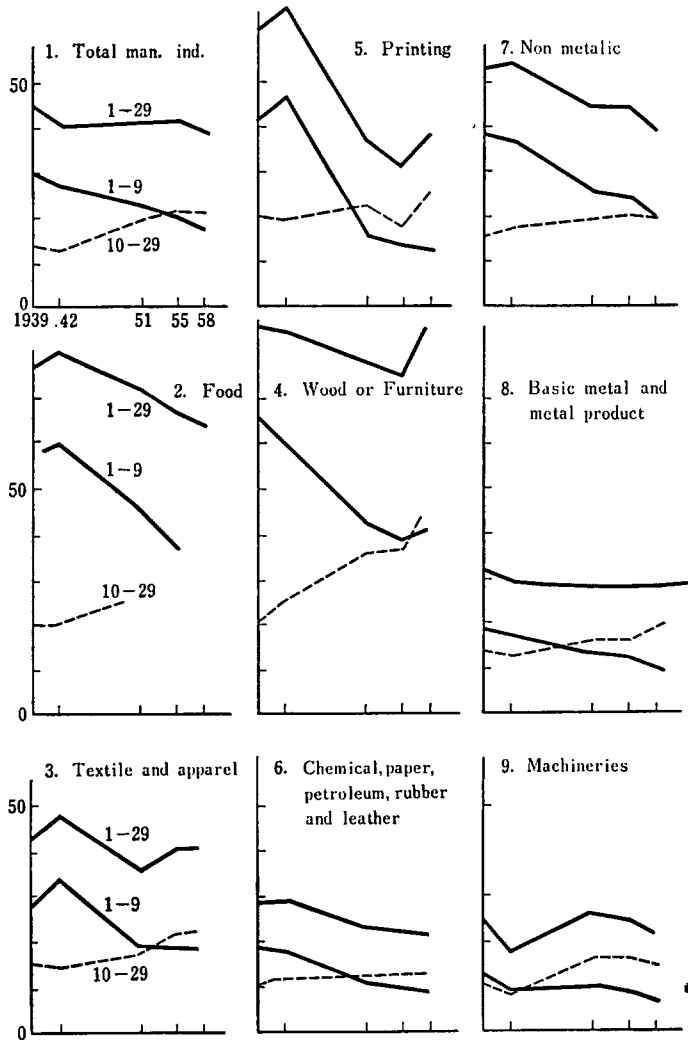 1. Total man. ind.
50
1-29
1-9
10-29
0
1939 .42 51 55 58
5. Printing
7. Non metalic
2. Food
1-29
1-9
50
10-29
0
4. Wood or Furniture
8. Basic metal and
metal product
3. Textile and apparel
50
1-29
1-9
10-29
0
6. Chemical, paper,
petroleum, rubber
and leather
9. Machineries